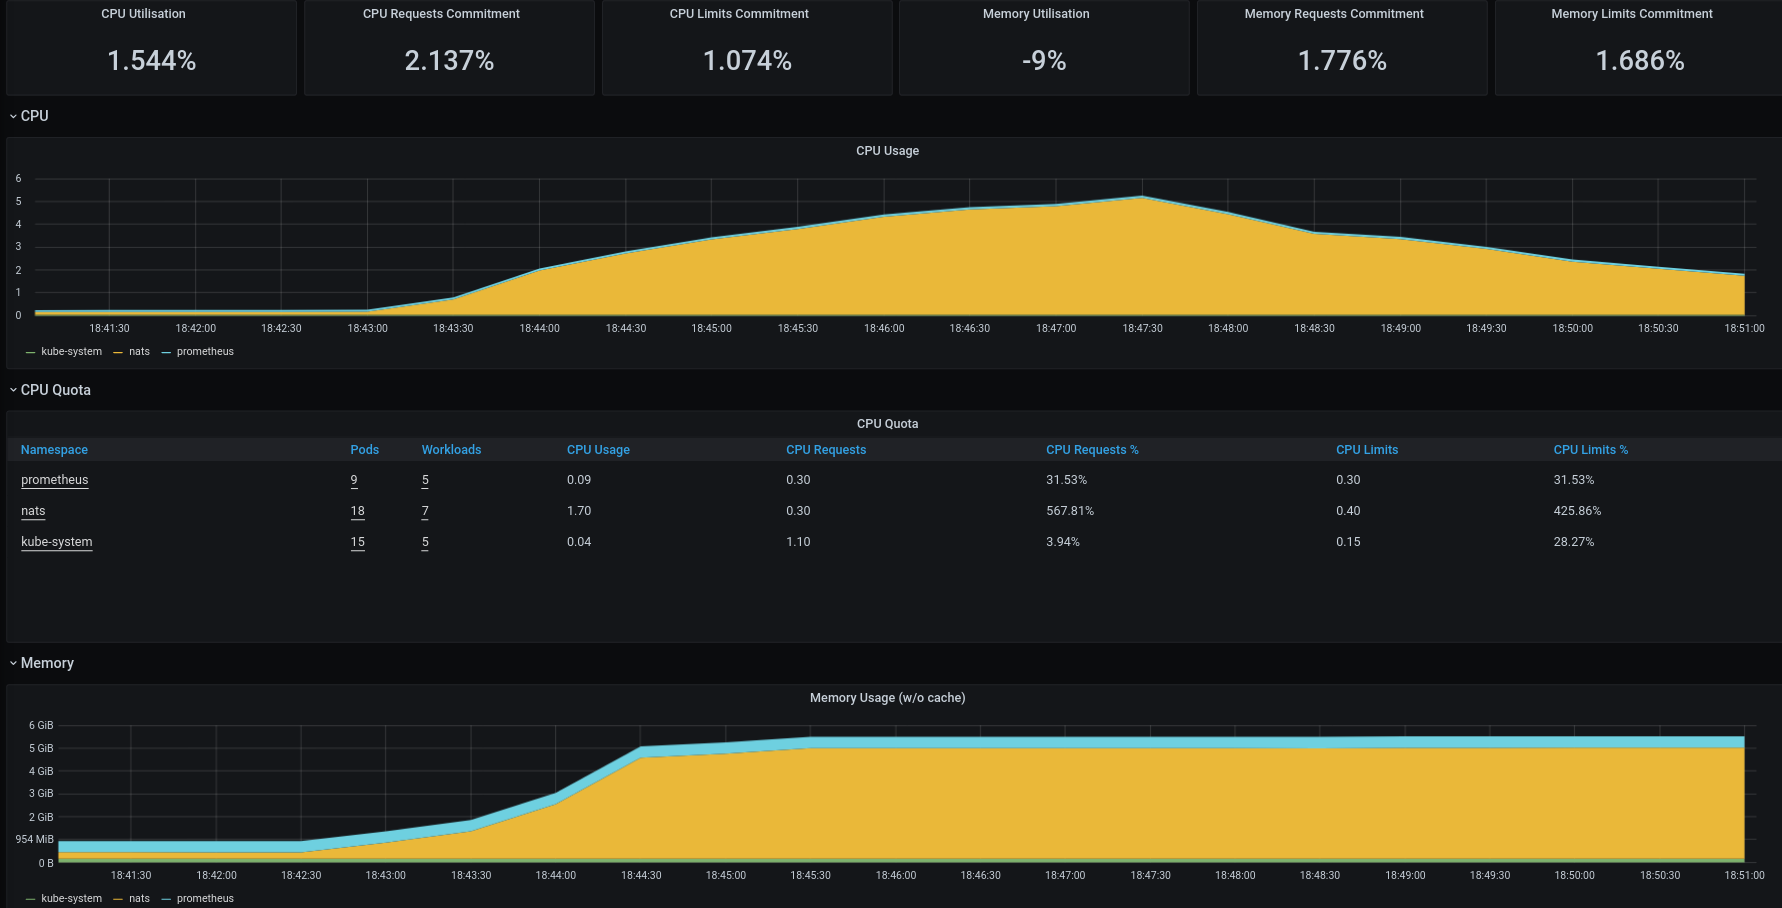 CPU Utilisation CPU Requests Commitment CPU Limits Commitment Memory Utilisation Memory Requests Commitment Memory Limits Commitment
1.544% 2.137% 1.074% -9% 1.776% 1.686%
CPU
CPU Usage
6
5
4
3
2
1
0
18:41:30 18:42:00 18:42:30 18:43:00 18:43:30 18:44:00 18:44:30 18:45:00 18:45:30 18:46:00 18:46:30 18:47:00 18:47:30 18:48:00 18:48:30 18:49:00 18:49:30 18:50:00 18:50:30 18:51:00
kube-system nats prometheus
CPU Quota
CPU Quota
Namespace Pods Workloads CPU Usage CPU Requests CPU Requests % CPU Limits CPU Limits %
prometheus 9 5 0.09 0.30 31.53% 0.30 31.53%
nats 18 7 1.70 0.30 567.81% 0.40 425.86%
kube-system 15 5 0.04 1.10 3.94% 0.15 28.27%
Memory
Memory Usage (w/o cache)
6 GiB
5 GiB
4 GiB
3 GiB
2 GiB
954 MiB
0 B
18:41:30 18:42:00 18:42:30 18:43:00 18:43:30 18:44:00 18:44:30 18:45:00 18:45:30 18:46:00 18:46:30 18:47:00 18:47:30 18:48:00 18:48:30 18:49:00 18:49:30 18:50:00 18:50:30 18:51:00
kube-system nats prometheus